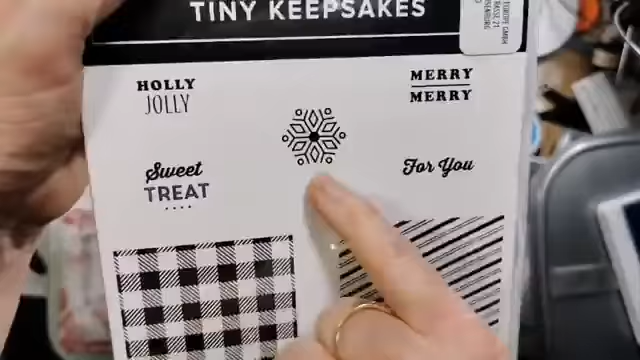 TINY KEEPSAKES
HOLLY
JOLLY
MERRY
MERRY
Sweet
TREAT
For You